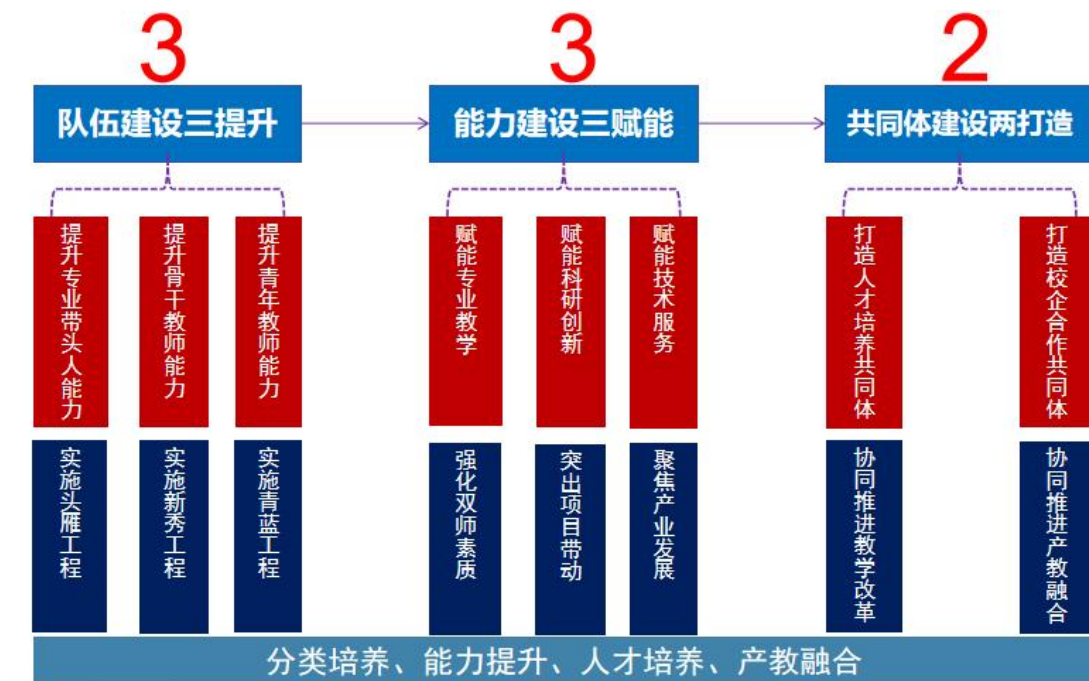 3
3
2
队伍建设三提升
能力建设三赋能
共同体建设两打造
提升专业带头人能力
提升骨干教师能力
提升青年教师能力
赋能专业教学
赋能科研创新
赋能技术服务
打造人才培养共同体
打造校企合作共同体
实施头雁工程
实施新秀工程
实施青蓝工程
强化双师素质
突出项目带动
聚焦产业发展
协同推进教学改革
协同推进产教融合
分类培养、能力提升、人才培养、产教融合